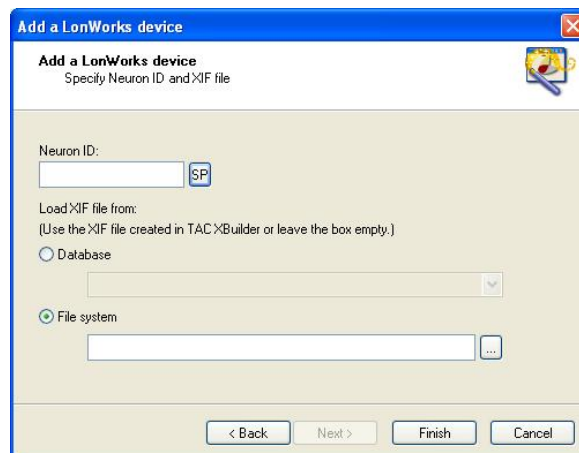 Add a LonWorks device
Add a LonWorks device
Specify Neuron ID and XIF file
Neuron ID:
SP
Load XIF file from:
(Use the XIF file created in TAC XBuilder or leave the box empty.)
Database
File system
...
< Back Next > Finish Cancel